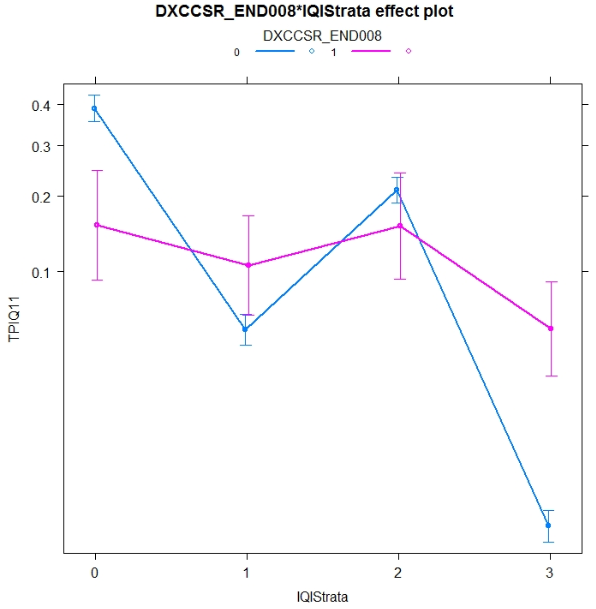 DXCCSR_END008*IQIStrata effect plot
DXCCSR_END008
0 1
0.4
0.3
0.2
0.1
TPIQ11
0 1 2 3
IQIStrata